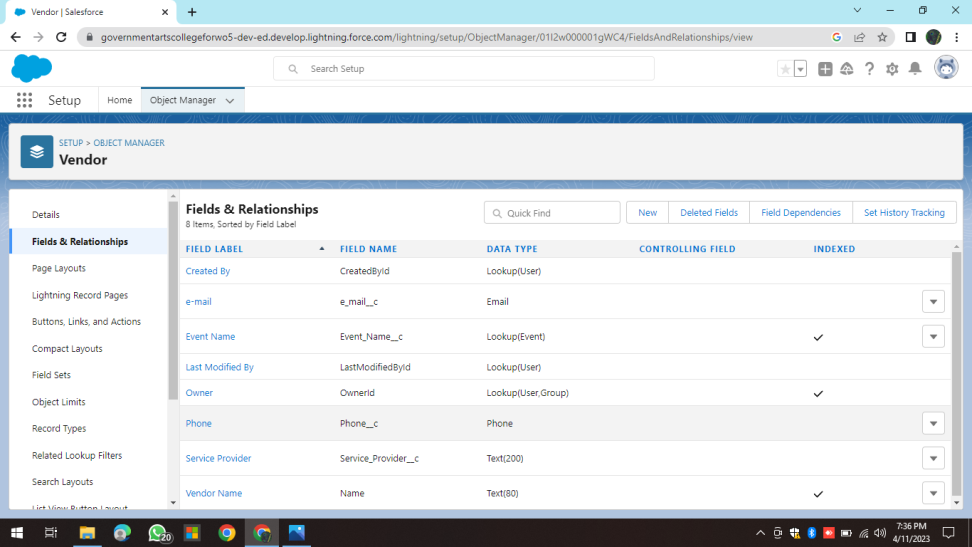 Vendor | Salesforce
governmentartscollegeforwo5-dev-ed.develop.lightning.force.com/lightning/setup/ObjectManager/01I2w000001gWC4/FieldsAndRelationships/view
Search Setup
Setup Home Object Manager
SETUP > OBJECT MANAGER
Vendor
Details
Fields & Relationships
Page Layouts
Lightning Record Pages
Buttons, Links, and Actions
Compact Layouts
Field Sets
Object Limits
Record Types
Related Lookup Filters
Search Layouts
List View Button Layout
Fields & Relationships
8 Items, Sorted by Field Label
Quick Find
New Deleted Fields Field Dependencies Set History Tracking
FIELD LABEL FIELD NAME DATA TYPE CONTROLLING FIELD INDEXED
Created By CreatedById Lookup(User)
e-mail e_mail__c Email
Event Name Event_Name__c Lookup(Event)
Last Modified By LastModifiedById Lookup(User)
Owner OwnerId Lookup(User,Group)
Phone Phone__c Phone
Service Provider Service_Provider__c Text(200)
Vendor Name Name Text(80)
20
7:36 PM
4/11/2023